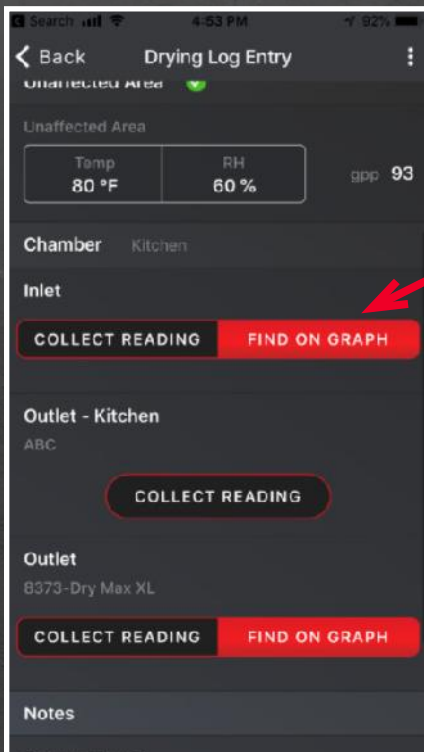 Search
4:53 PM
92%
Back
Drying Log Entry
Unaffected Area
Unaffected Area
Temp
80 °F
RH
60 %
gpp 93
Chamber Kitchen
Inlet
COLLECT READING
FIND ON GRAPH
Outlet - Kitchen
ABC
COLLECT READING
Outlet
8373-Dry Max XL
COLLECT READING
FIND ON GRAPH
Notes